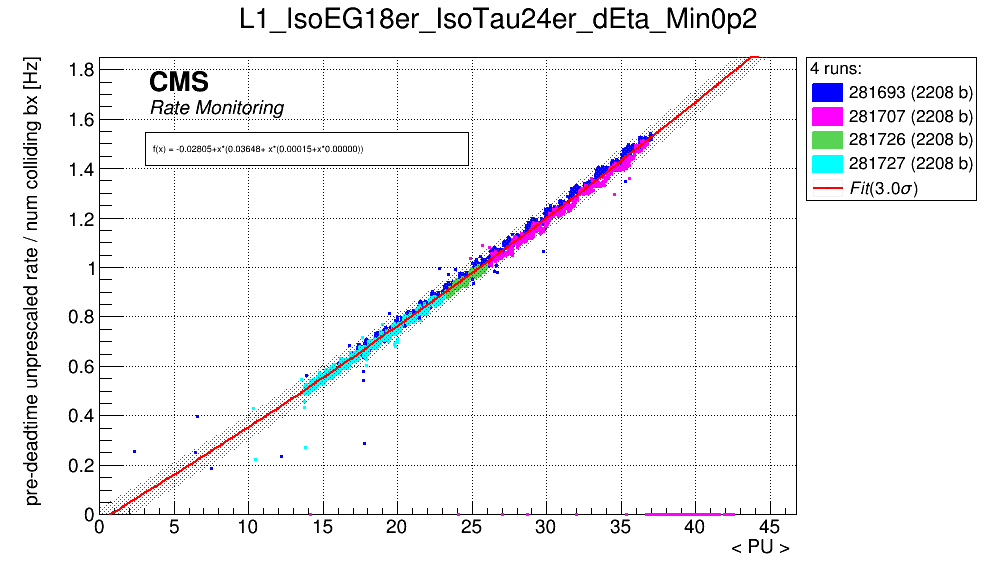 L1_IsoEG18er_IsoTau24er_dEta_Min0p2
pre-deadtime unprescaled rate / num colliding bx [Hz]
1.8
1.6
1.4
1.2
1
0.8
0.6
0.4
0.2
0
CMS
Rate Monitoring
f(x) = -0.02805+x*(0.03648+ x*(0.00015+x*0.00000))
0 5 10 15 20 25 30 35 40 45
< PU >
4 runs:
281693 (2208 b)
281707 (2208 b)
281726 (2208 b)
281727 (2208 b)
Fit(3.0σ)